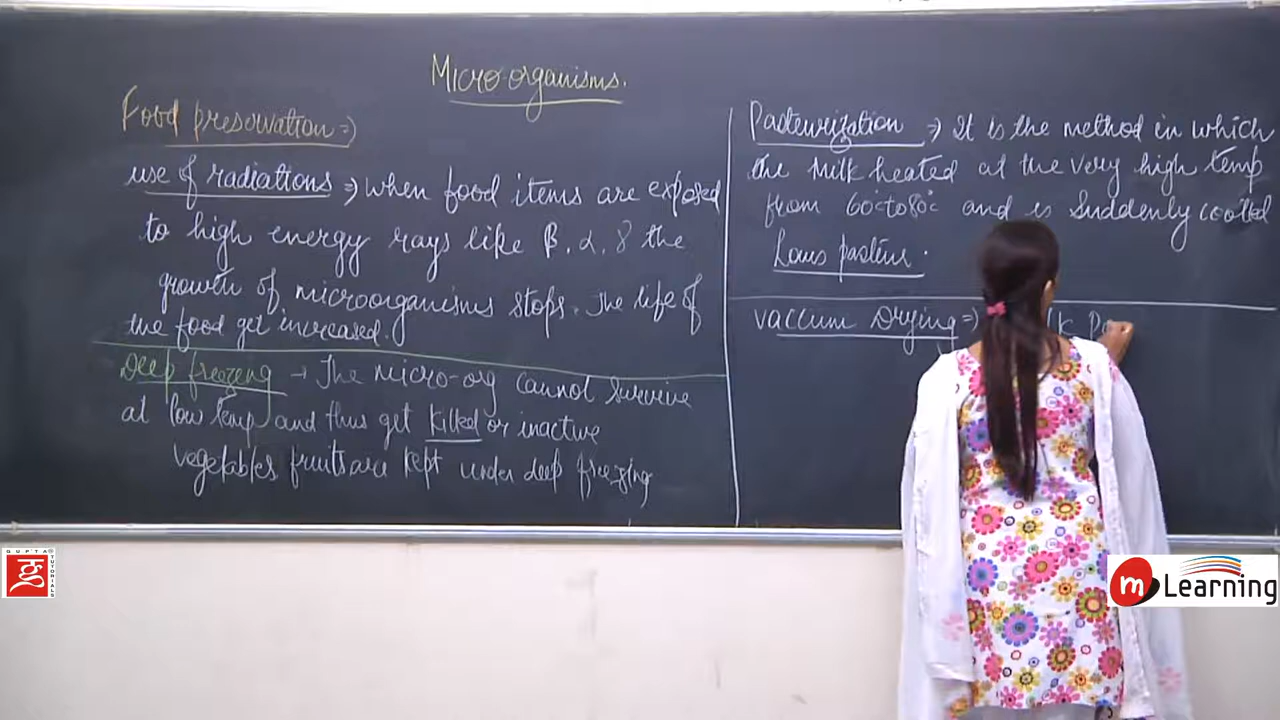 Micro-organisms.
Food preservation ⇒
use of radiations ⇒ when food items are exposed
to high energy rays like β, α, γ the
growth of microorganisms stops. The life of
the food get increased.
Deep freezeng → The micro-org cannot survive
at low temp and thus get killed or inactive
vegetables fruits are kept under deep freezing
Pasteurization ⇒ It is the method in which
the milk heated at the very high temp
from 60°c to 80°c and is suddenly cooled
Louis pasteur.
vaccum Drying ⇒
GUPTA TUTORIALS
m Learning